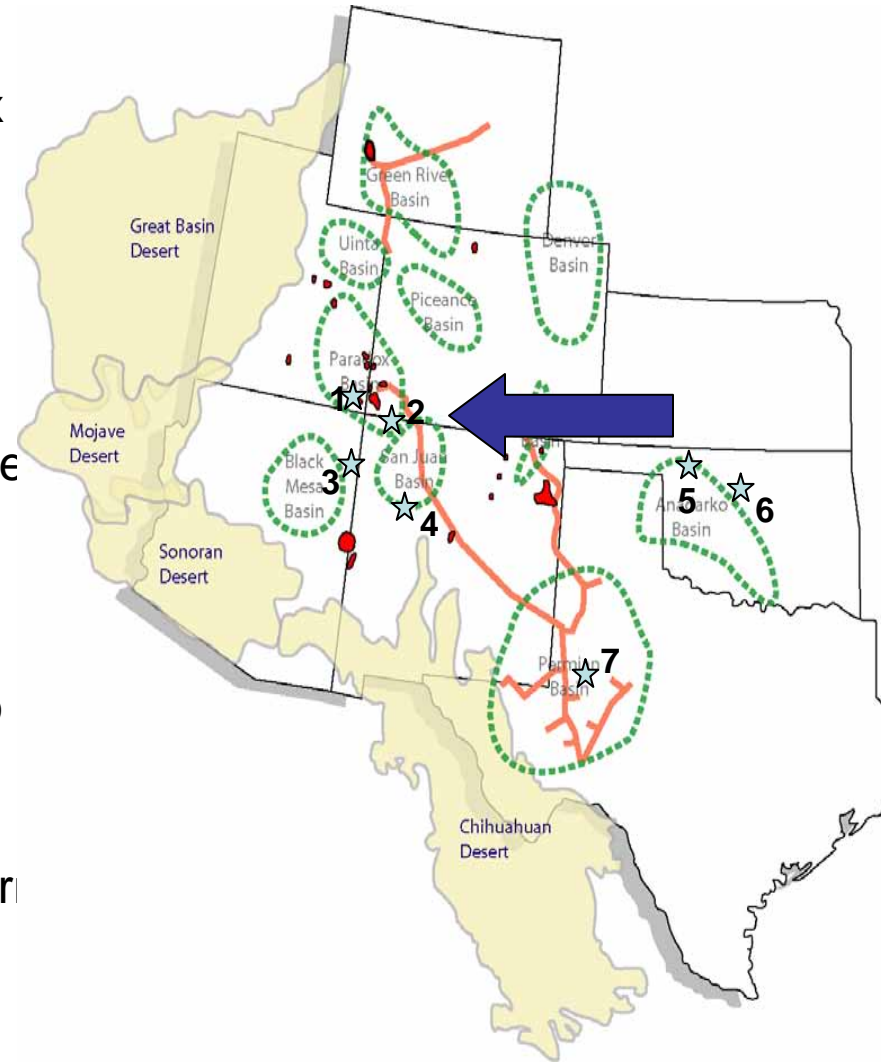 Green River
Basin
Great Basin
Desert
Uinta
Basin
Denver
Basin
Piceance
Basin
Paradox
Basin
1
2
Mojave
Desert
Black
Mesa
Basin
3
San Juan
Basin
4
Basin
5
6
Anadarko
Basin
Sonoran
Desert
Permian
Basin
7
Chihuahuan
Desert